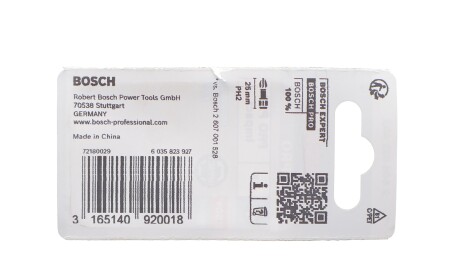 BOSCH
Robert Bosch Power Tools GmbH
70538 Stuttgart
GERMANY
www.bosch-professional.com
Made in China
72180029
6 035 823 927
3 165140 920018
vs. Bosch 2 607 001 528
25 mm
PH2
BOSCH
100 %
BOSCH EXPERT
BOSCH PRO
i
C/PET